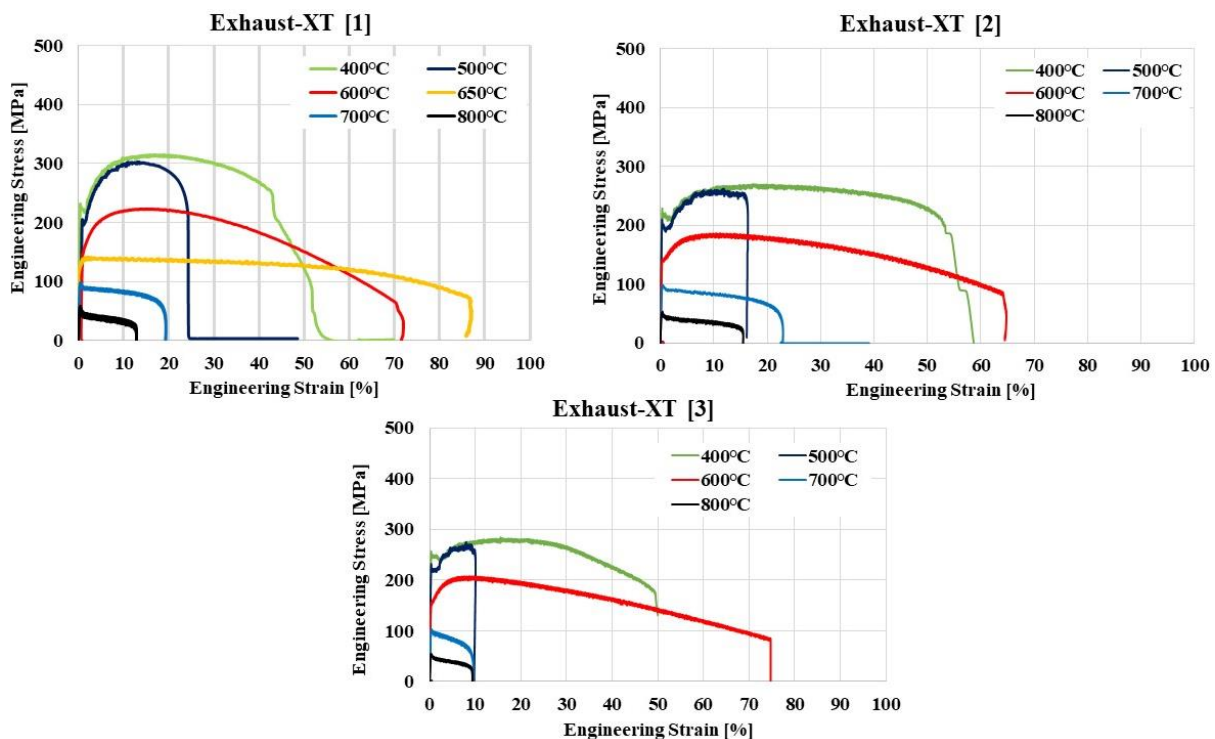 Exhaust-XT [1]
Engineering Stress [MPa]
500
400
300
200
100
0
400°C 500°C
600°C 650°C
700°C 800°C
0 10 20 30 40 50 60 70 80 90 100
Engineering Strain [%]
Exhaust-XT [2]
Engineering Stress [MPa]
500
400
300
200
100
0
400°C 500°C
600°C 700°C
800°C
0 10 20 30 40 50 60 70 80 90 100
Engineering Strain [%]
Exhaust-XT [3]
Engineering Stress [MPa]
500
400
300
200
100
0
400°C 500°C
600°C 700°C
800°C
0 10 20 30 40 50 60 70 80 90 100
Engineering Strain [%]